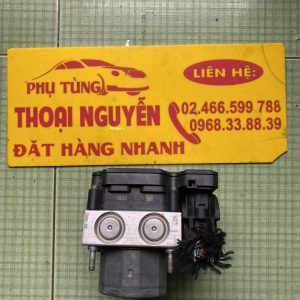 PHỤ TÙNG
THOẠI NGUYỄN
ĐẶT HÀNG NHANH
LIÊN HỆ:
02.466.599 788
0968.33.88.39